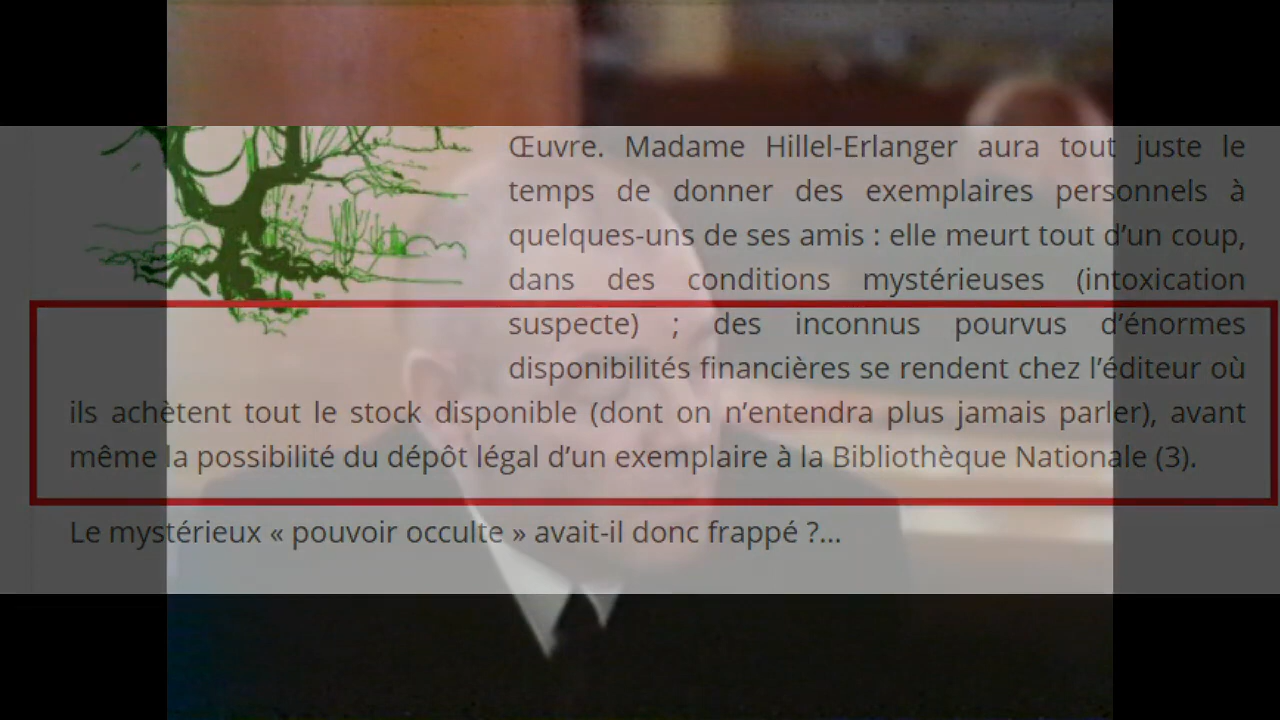 Œuvre. Madame Hillel-Erlanger aura tout juste le
temps de donner des exemplaires personnels à
quelques-uns de ses amis : elle meurt tout d’un coup,
dans des conditions mystérieuses (intoxication
suspecte) ; des inconnus pourvus d’énormes
disponibilités financières se rendent chez l’éditeur où
ils achètent tout le stock disponible (dont on n’entendra plus jamais parler), avant
même la possibilité du dépôt légal d’un exemplaire à la Bibliothèque Nationale (3).
Le mystérieux « pouvoir occulte » avait-il donc frappé ?...